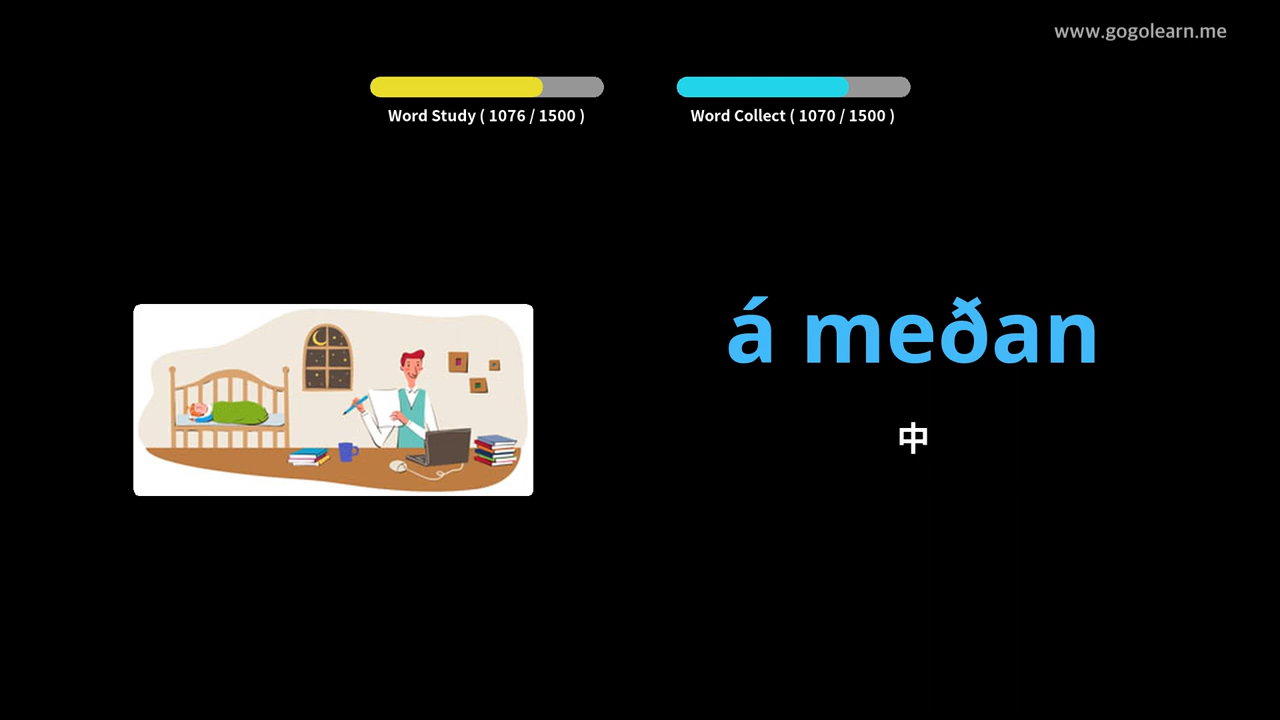 www.gogolearn.me
Word Study ( 1076 / 1500 )
Word Collect ( 1070 / 1500 )
á meðan
中